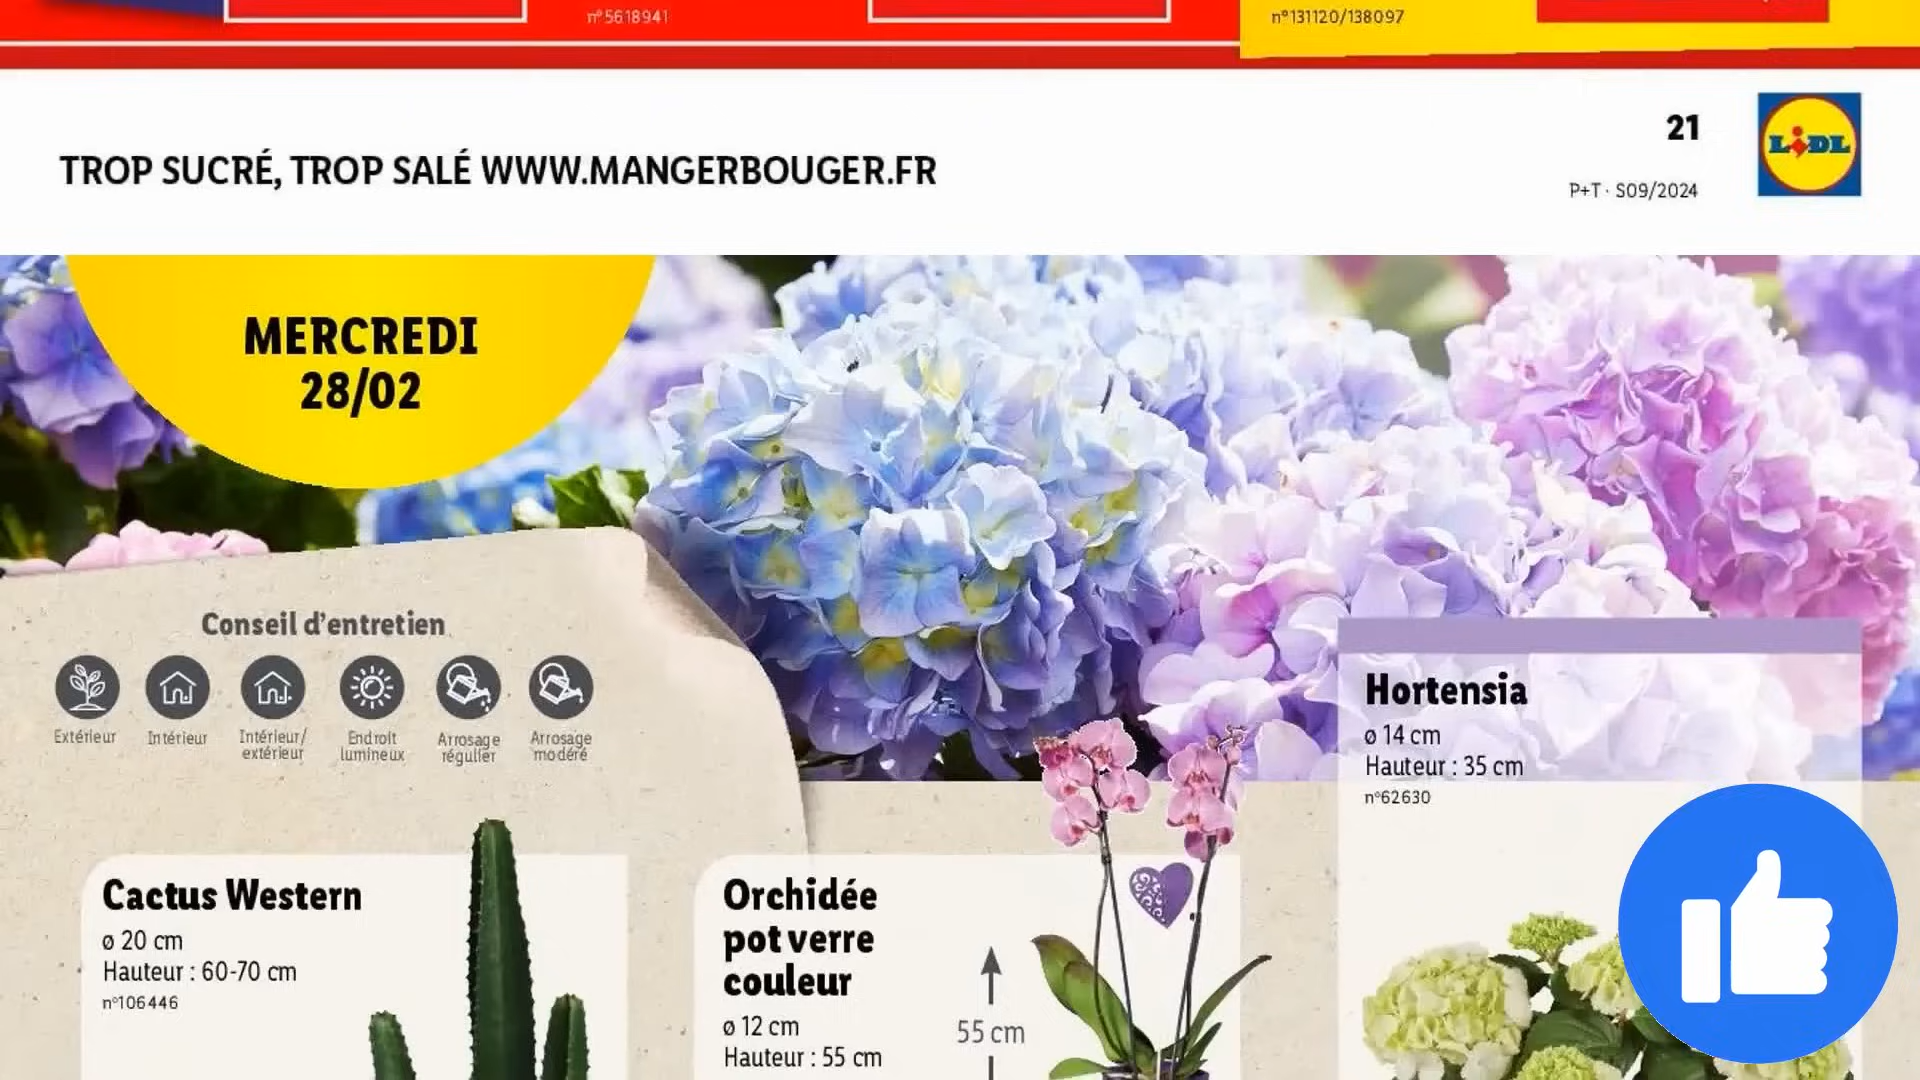 n°5618941
n°131120/138097
21
TROP SUCRÉ, TROP SALÉ WWW.MANGERBOUGER.FR
P+T · S09/2024
LIDL
MERCREDI
28/02
Conseil d'entretien
Extérieur
Intérieur
Intérieur/
extérieur
Endroit
lumineux
Arrosage
régulier
Arrosage
modéré
Hortensia
ø 14 cm
Hauteur : 35 cm
n°62630
Cactus Western
ø 20 cm
Hauteur : 60-70 cm
n°106446
Orchidée
pot verre
couleur
ø 12 cm
Hauteur : 55 cm
55 cm